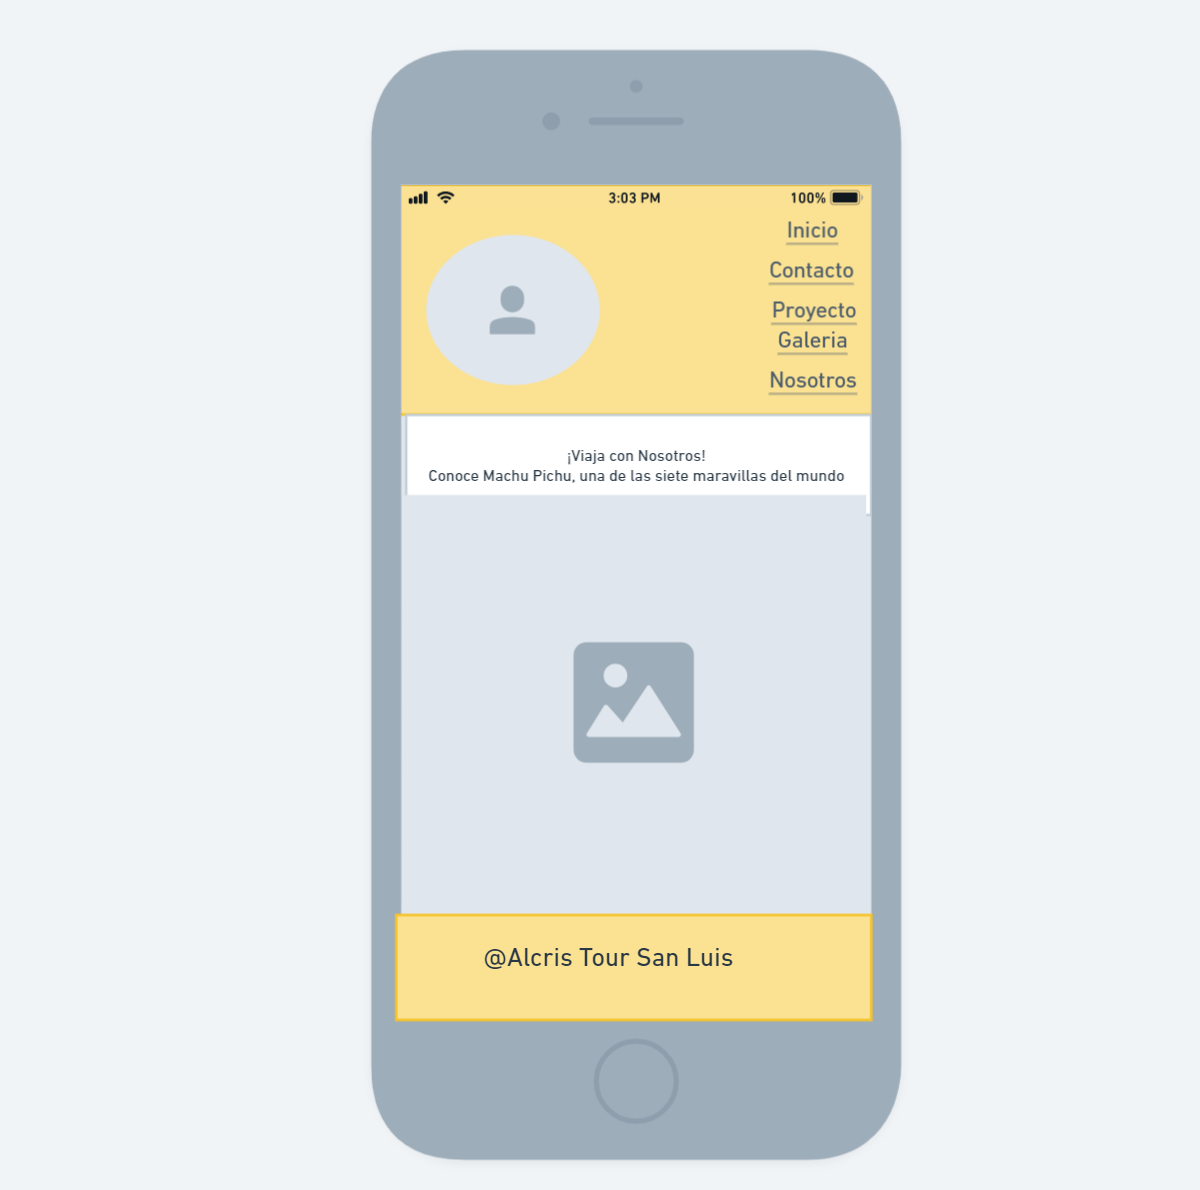 3:03 PM 100%
Inicio
Contacto
Proyecto
Galeria
Nosotros
¡Viaja con Nosotros!
Conoce Machu Pichu, una de las siete maravillas del mundo
@Alcris Tour San Luis